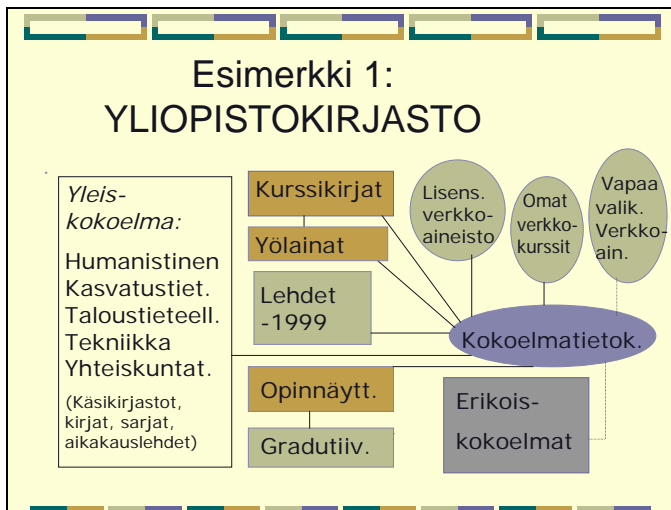 Esimerkki 1:
YLIOPISTOKIRJASTO
Yleis-
kokoelma:
Humanistinen
Kasvatustiet.
Taloustieteell.
Tekniikka
Yhteiskuntat.
(Käsikirjastot,
kirjat, sarjat,
aikakauslehdet)
Kurssikirjat
Yölainat
Lehdet
-1999
Opinnäytt.
Gradutiiv.
Lisens.
verkko-
aineisto
Omat
verkko-
kurssit
Vapaa
valik.
Verkko-
ain.
Kokoelmatietok.
Erikois-
kokoelmat